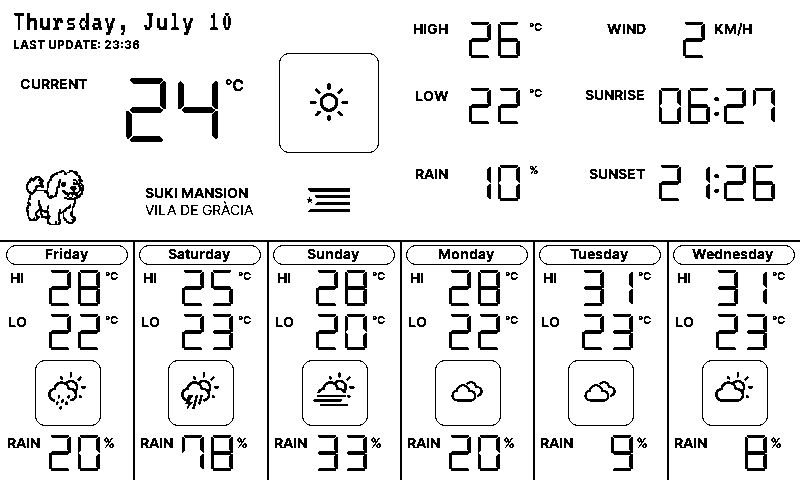 Thursday, July 10
LAST UPDATE: 23:36
CURRENT 24 °C
HIGH 26 °C
LOW 22 °C
RAIN 10 %
WIND 2 KM/H
SUNRISE 06:27
SUNSET 21:26
SUKI MANSION
VILA DE GRÀCIA
Friday
HI 28 °C
LO 22 °C
RAIN 20 %
Saturday
HI 25 °C
LO 23 °C
RAIN 78 %
Sunday
HI 28 °C
LO 20 °C
RAIN 33 %
Monday
HI 28 °C
LO 22 °C
RAIN 20 %
Tuesday
HI 31 °C
LO 23 °C
RAIN 9 %
Wednesday
HI 31 °C
LO 23 °C
RAIN 8 %